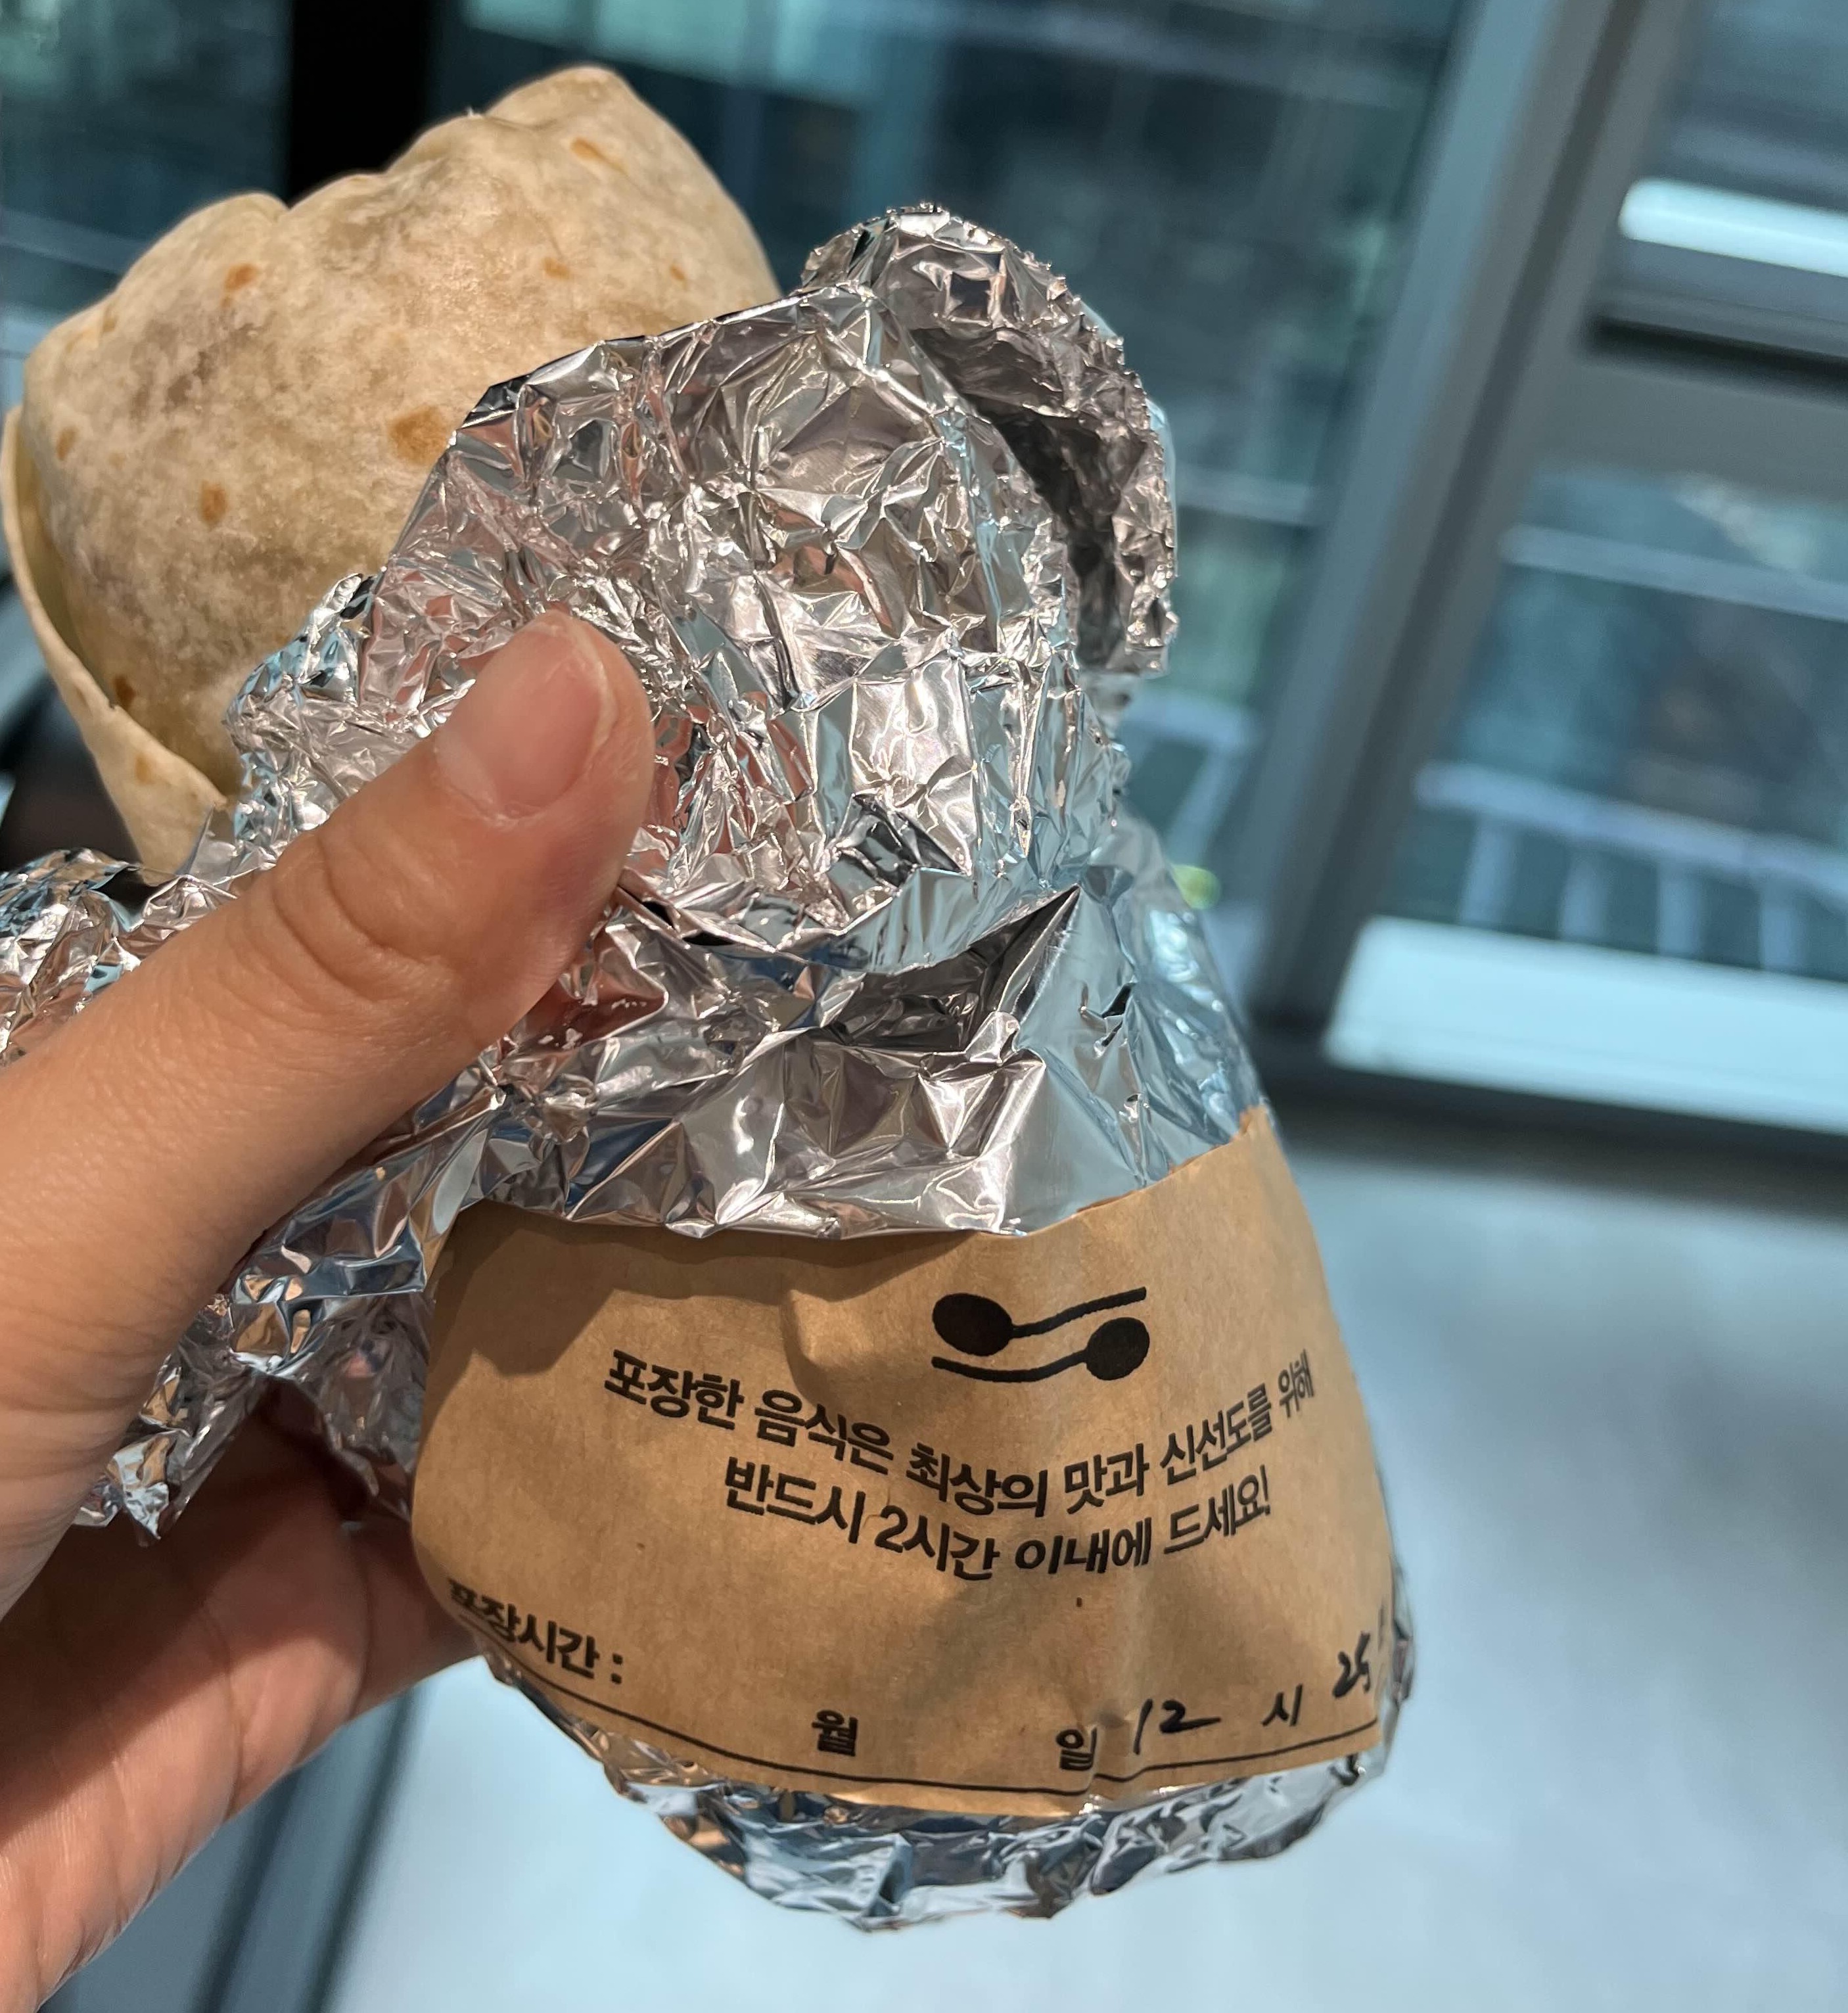 포장한 음식은 최상의 맛과 신선도를 위해
반드시 2시간 이내에 드세요!
포장시간 :
월 일 12 시 25